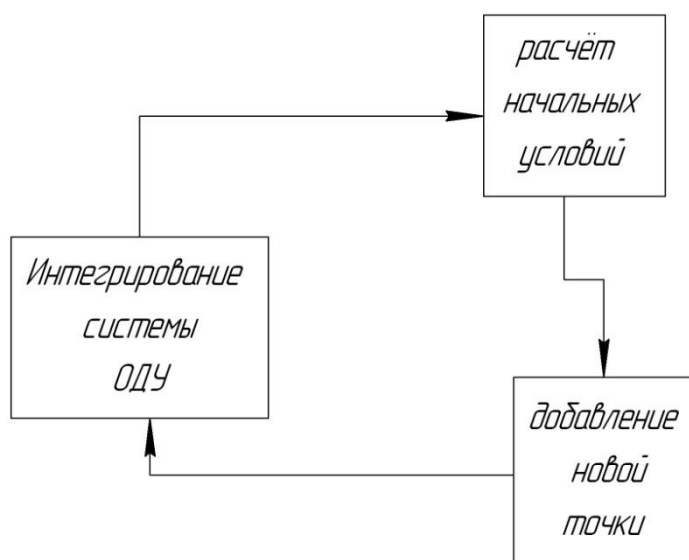 расчёт
начальных
условий
Интегрирование
системы
ОДУ
добавление
новой
точки